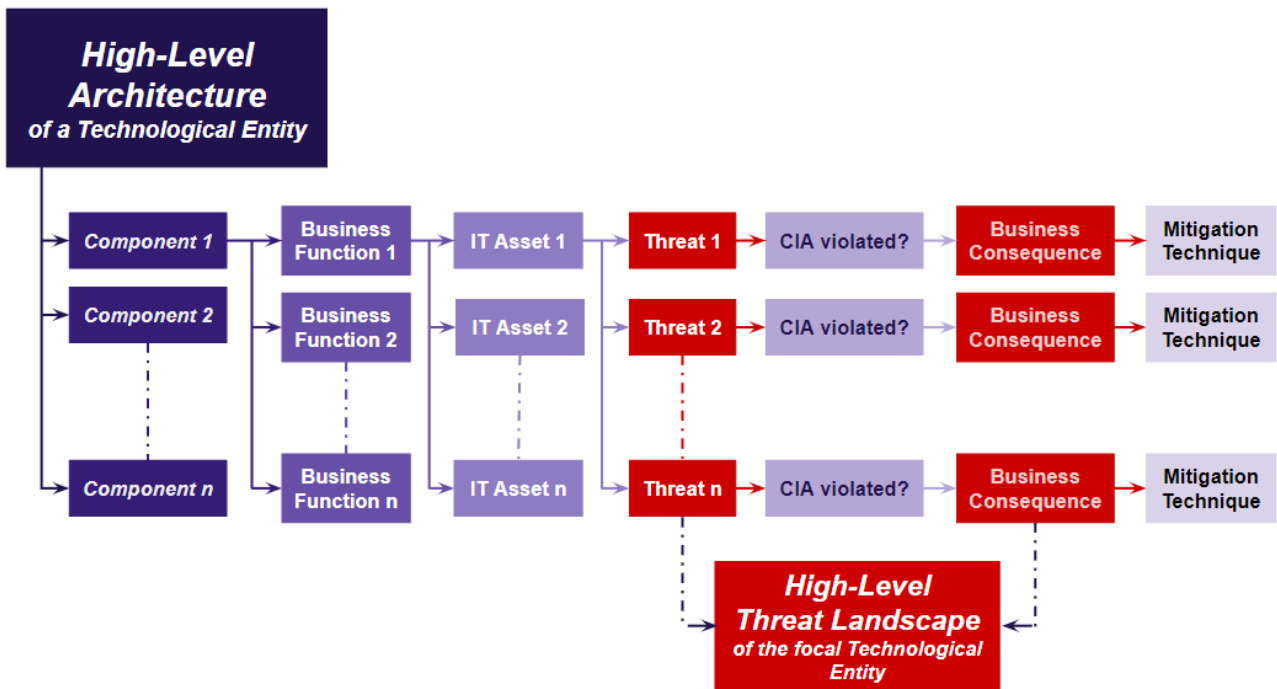 High-Level
Architecture
of a Technological Entity
Component 1
Business
Function 1
IT Asset 1
Threat 1
CIA violated?
Business
Consequence
Mitigation
Technique
Component 2
Business
Function 2
IT Asset 2
Threat 2
CIA violated?
Business
Consequence
Mitigation
Technique
Component n
Business
Function n
IT Asset n
Threat n
CIA violated?
Business
Consequence
Mitigation
Technique
High-Level
Threat Landscape
of the focal Technological
Entity